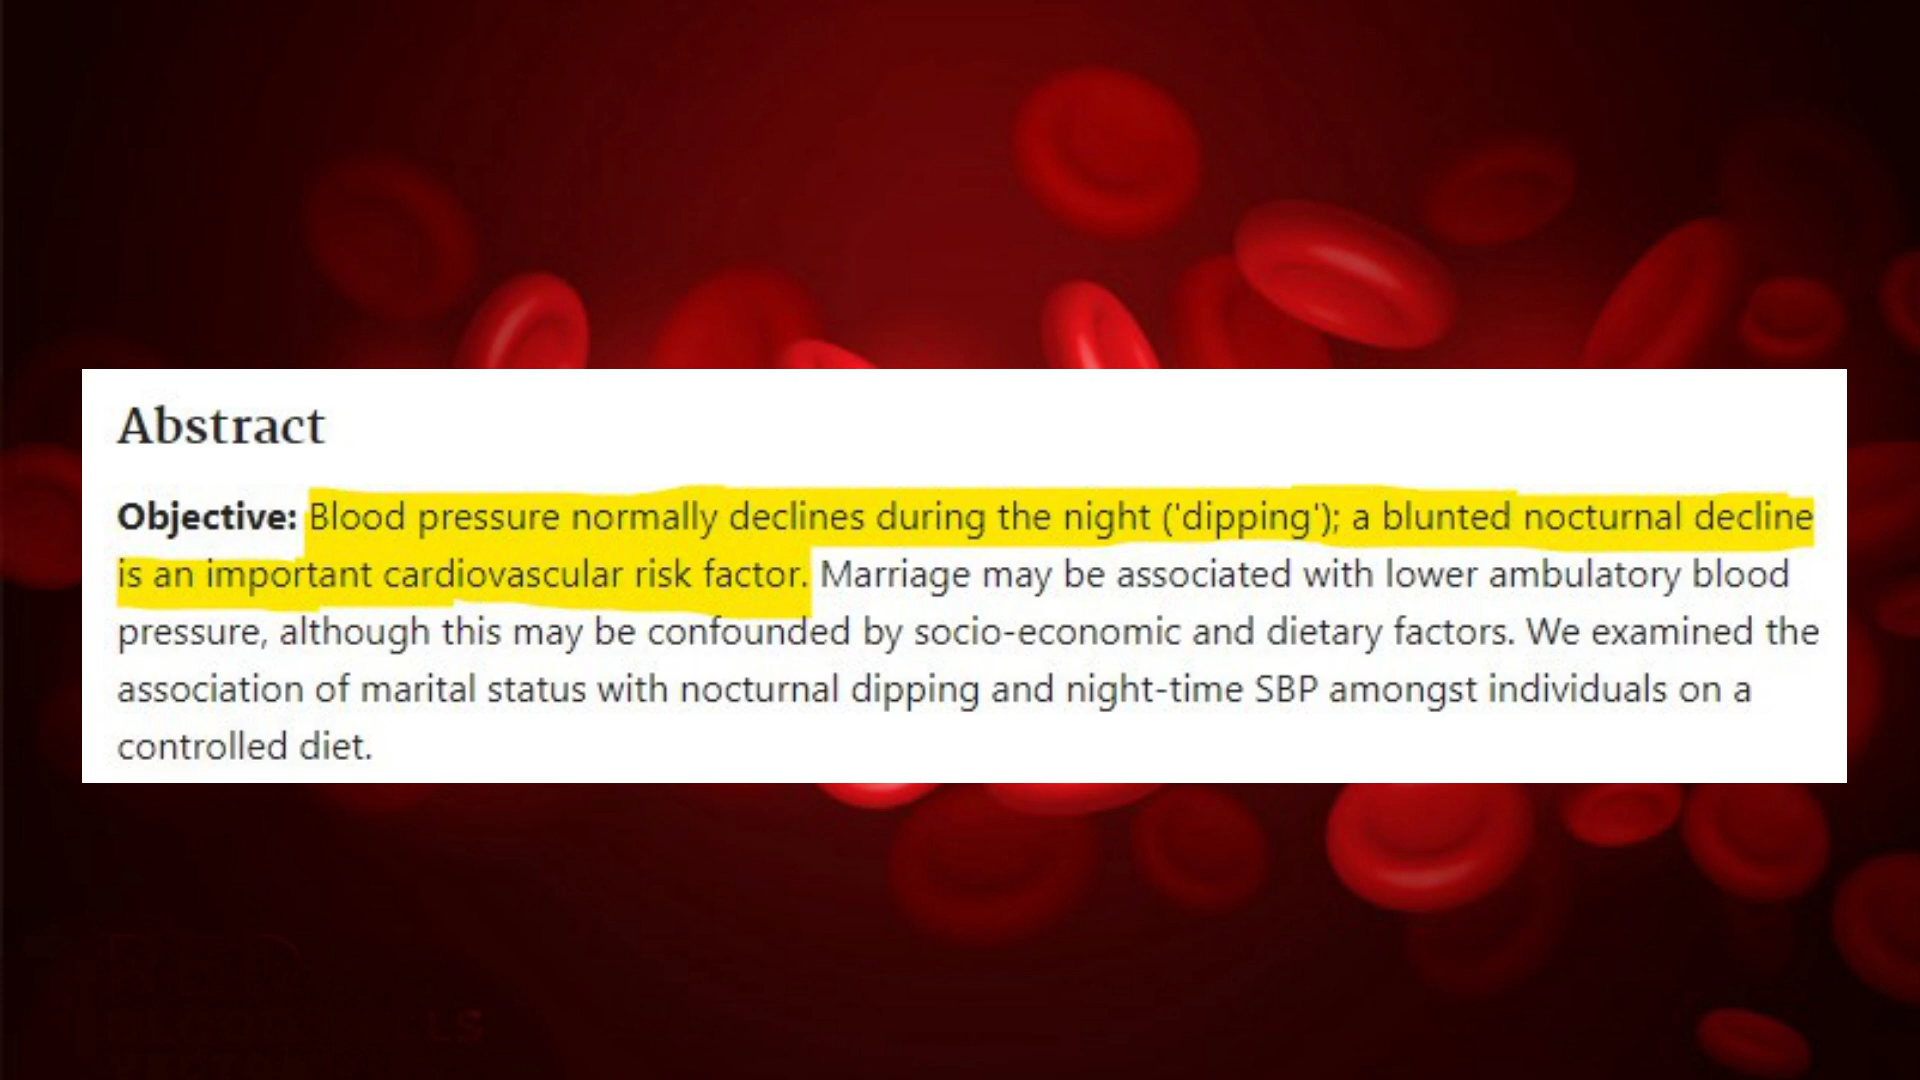 Abstract
Objective: Blood pressure normally declines during the night ('dipping'); a blunted nocturnal decline
is an important cardiovascular risk factor. Marriage may be associated with lower ambulatory blood
pressure, although this may be confounded by socio-economic and dietary factors. We examined the
association of marital status with nocturnal dipping and night-time SBP amongst individuals on a
controlled diet.